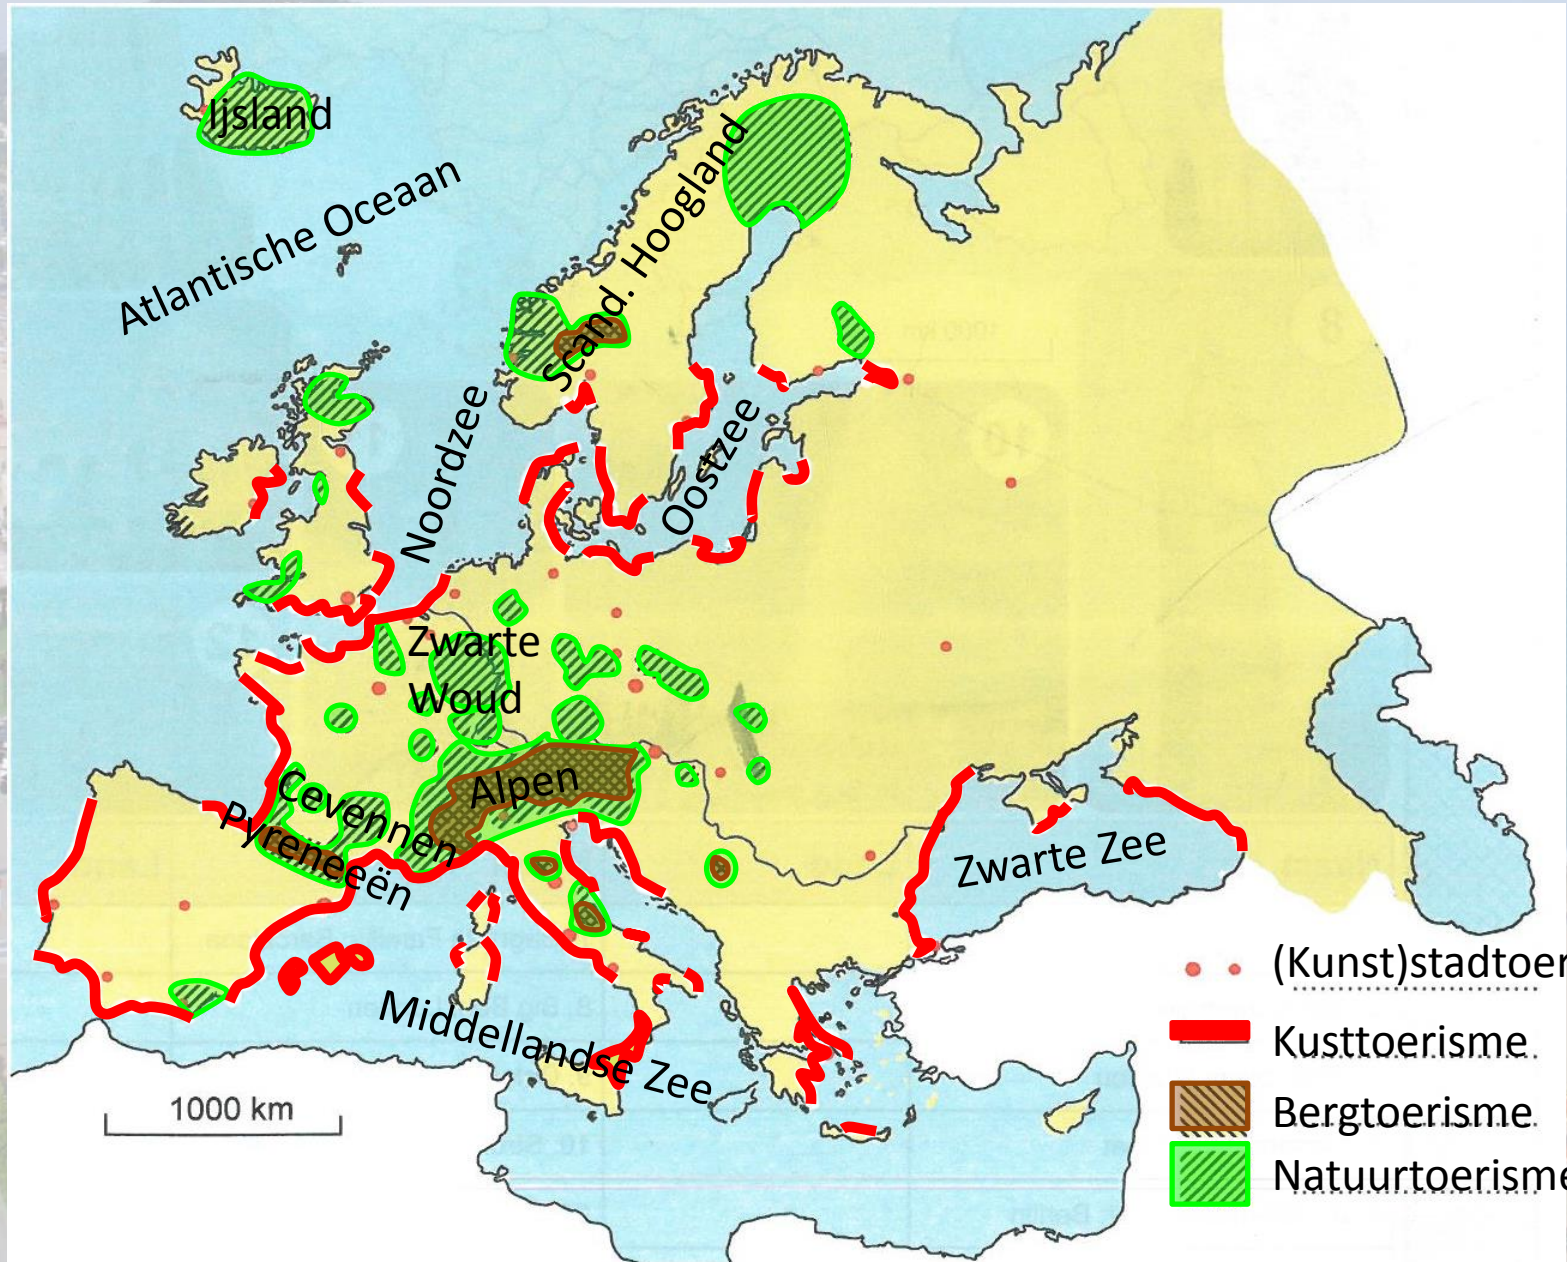 Ijsland
Atlantische Oceaan
Scand. Hoogland
Noordzee
Oostzee
Zwarte
Woud
Alpen
Cevennen
Pyreneeën
Zwarte Zee
Middellandse Zee
1000 km
(Kunst)stadtoer
Kusttoerisme
Bergtoerisme
Natuurtoerisme